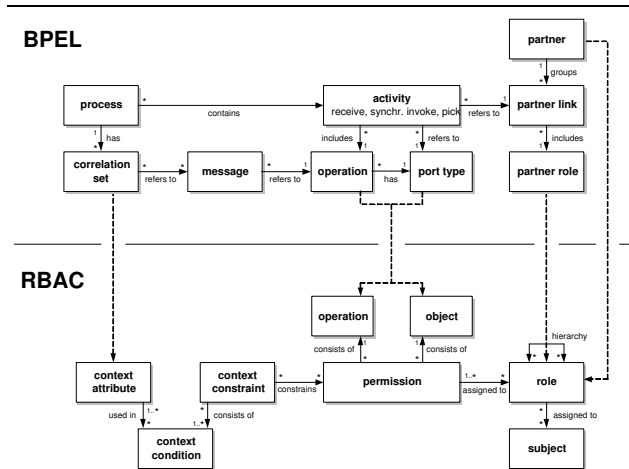 BPEL
partner
1
groups
*
process
*
contains
*
activity
receive, synchr. invoke, pick
*
refers to
1
partner link
1
has
*
includes
*
1
*
refers to
1
*
includes
1
correlation
set
*
refers to
*
message
*
refers to
1
operation
*
has
1
port type
partner role
RBAC
operation
object
consists of
1
*
1
consists of
*
hierarchy
*
*
*
context
attribute
context
constraint
*
constrains
*
permission
1..*
assigned to
*
role
used in
1..*
*
*
consists of
1..*
*
assigned to
*
context
condition
subject